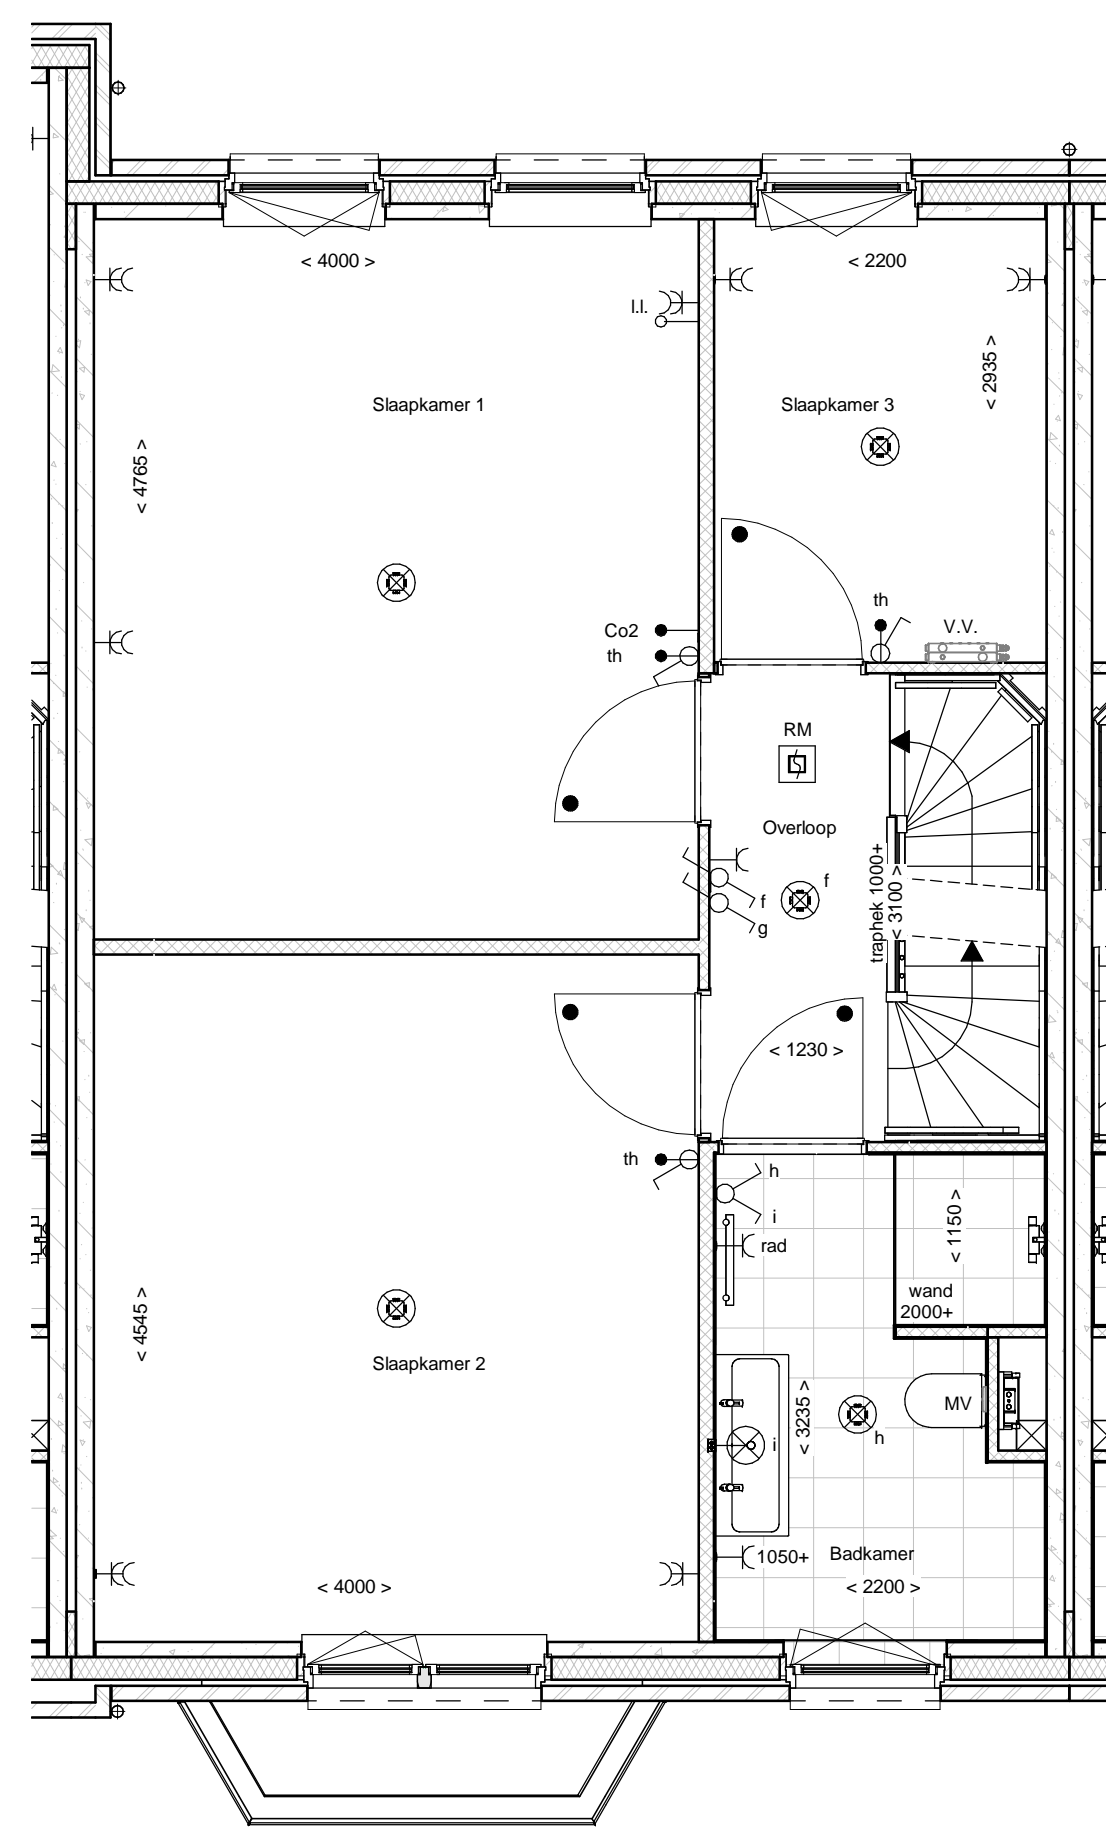 < 4000 >
< 2200
l.l.
< 2935 >
Slaapkamer 1
Slaapkamer 3
< 4765 >
th
Co2
V.V.
th
RM
Overloop
traphek 1000+
< 3100 >
f
f
g
< 1230 >
th
h
i
rad
< 1150 >
wand
2000+
< 4545 >
Slaapkamer 2
< 3235 >
MV
h
i
1050+
Badkamer
< 4000 >
< 2200 >